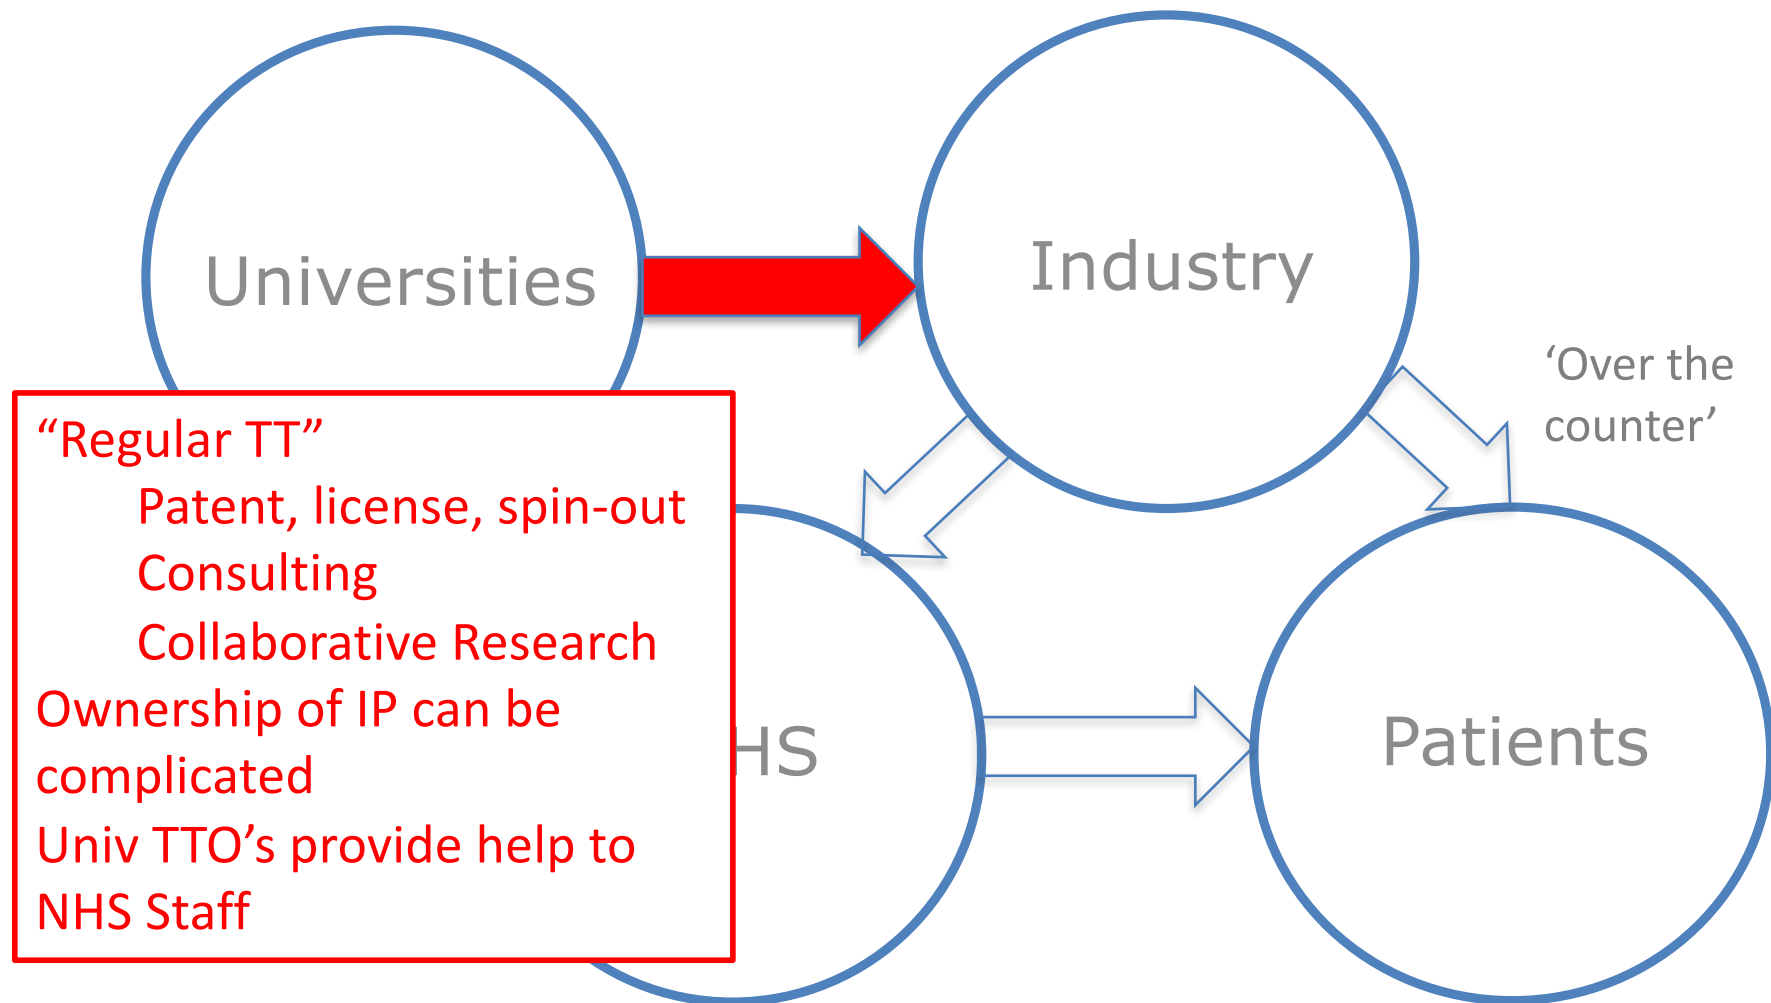 Universities
Industry
‘Over the
counter’
“Regular TT”
Patent, license, spin-out
Consulting
Collaborative Research
Ownership of IP can be
complicated
Univ TTO’s provide help to
NHS Staff
HS
Patients